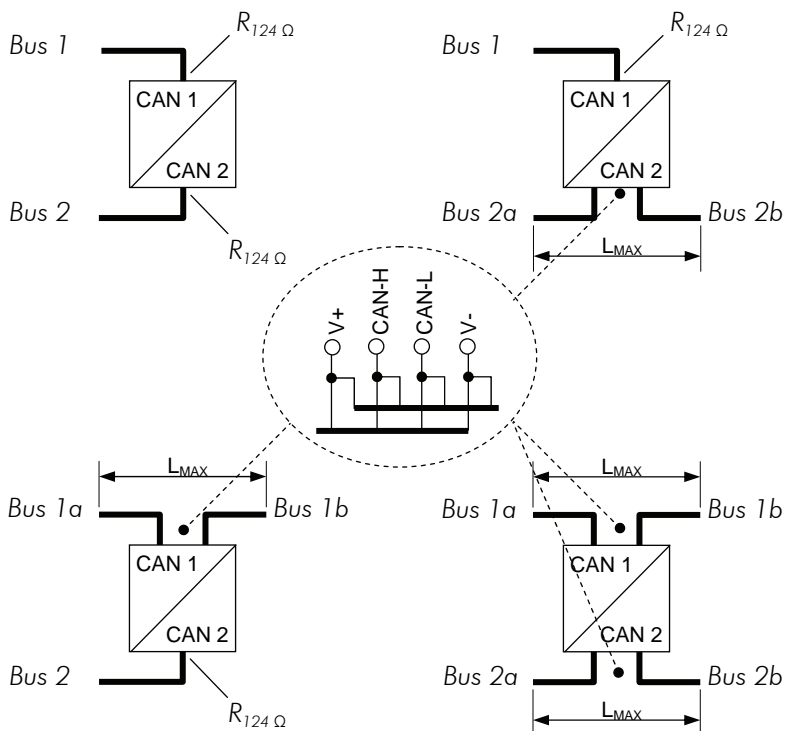 Bus 1
R124 Ω
CAN 1
CAN 2
Bus 2
R124 Ω
Bus 1
R124 Ω
CAN 1
CAN 2
Bus 2a
Bus 2b
LMAX
V+
CAN-H
CAN-L
V-
LMAX
Bus 1a
Bus 1b
CAN 1
CAN 2
Bus 2
R124 Ω
LMAX
Bus 1a
Bus 1b
CAN 1
CAN 2
Bus 2a
Bus 2b
LMAX